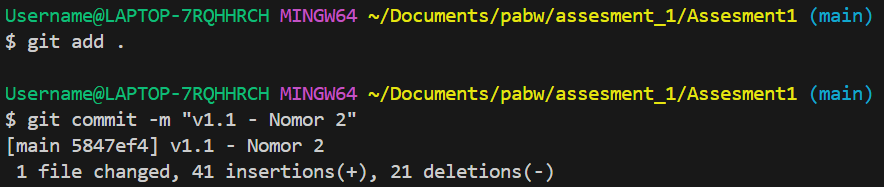 Username@LAPTOP-7RQHHRCH MINGW64 ~/Documents/pabw/assesment_1/Assesment1 (main)
$ git add .
Username@LAPTOP-7RQHHRCH MINGW64 ~/Documents/pabw/assesment_1/Assesment1 (main)
$ git commit -m "v1.1 - Nomor 2"
[main 5847ef4] v1.1 - Nomor 2
 1 file changed, 41 insertions(+), 21 deletions(-)